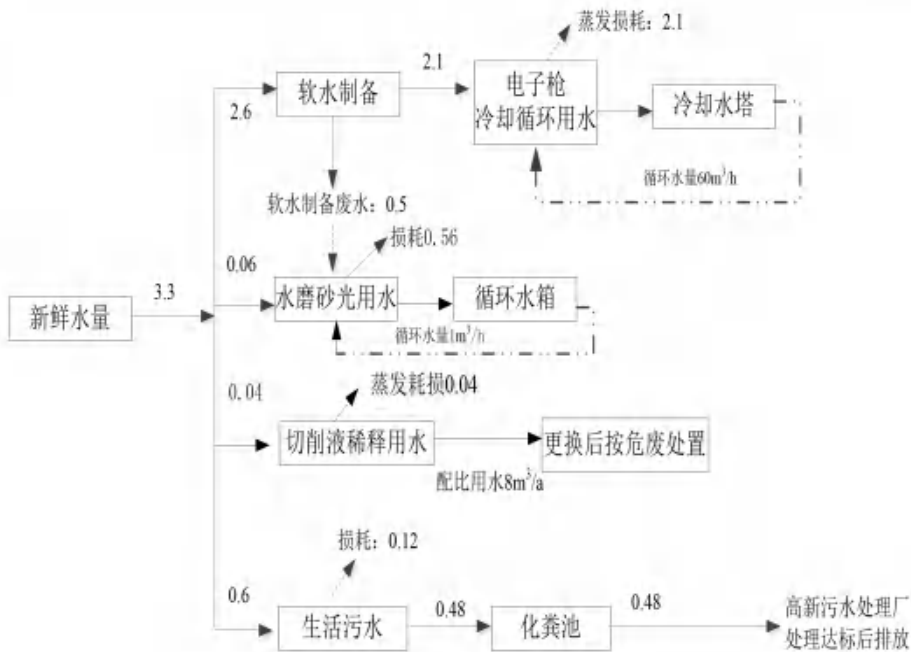 蒸发损耗：2.1
2.1
软水制备
电子枪
冷却循环用水
冷却水塔
2.6
循环水量60m³/h
软水制备废水：0.5
损耗0.56
0.06
3.3
新鲜水量
水磨砂光用水
循环水箱
循环水量1m³/h
0.04
蒸发耗损0.04
切削液稀释用水
更换后按危废处置
配比用水8m³/a
损耗：0.12
0.6
0.48
0.48
生活污水
化粪池
高新污水处理厂
处理达标后排放